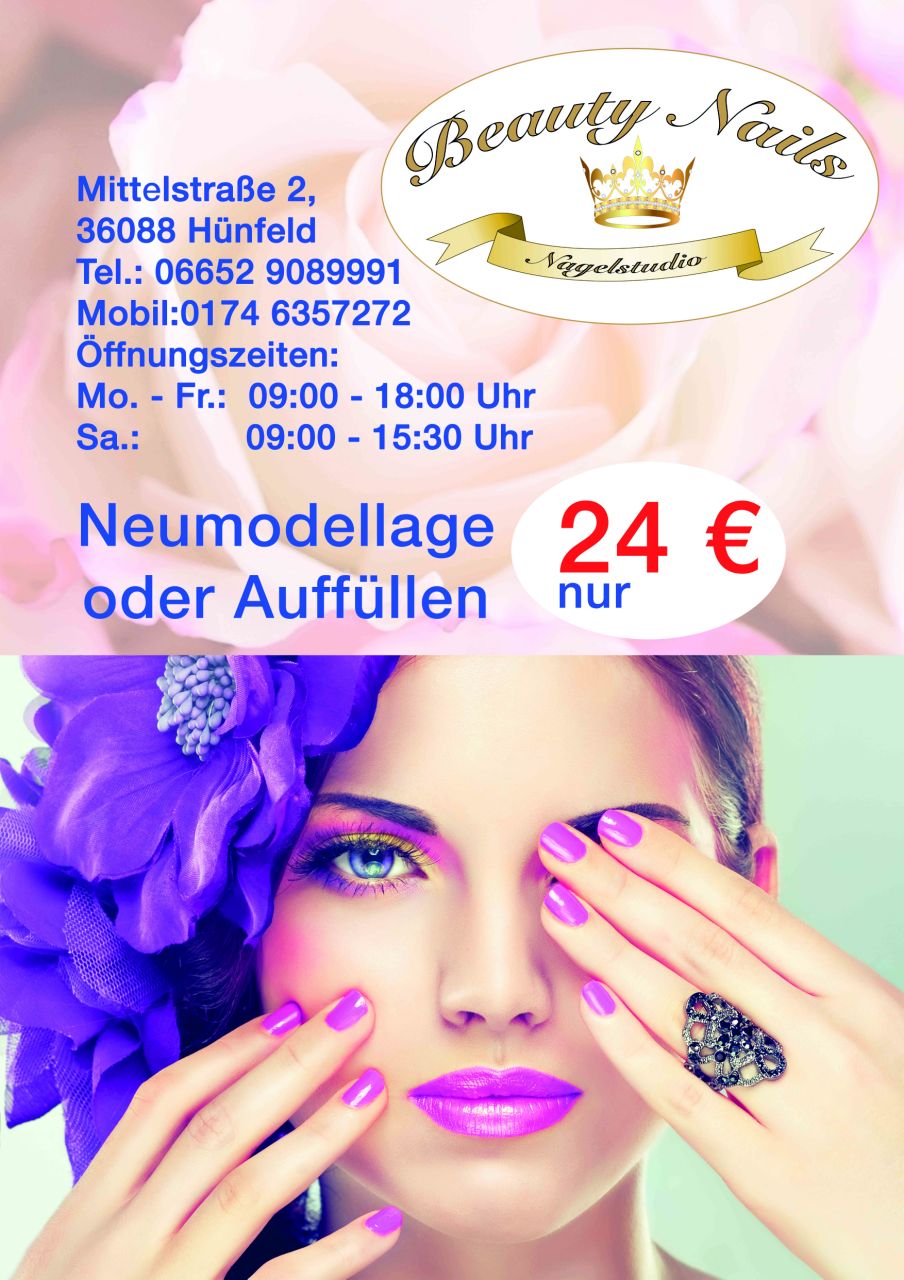 Beauty Nails
Nagelstudio
Mittelstraße 2,
36088 Hünfeld
Tel.: 06652 9089991
Mobil:0174 6357272
Öffnungszeiten:
Mo. - Fr.: 09:00 - 18:00 Uhr
Sa.: 09:00 - 15:30 Uhr
Neumodellage
oder Auffüllen
24 €
nur